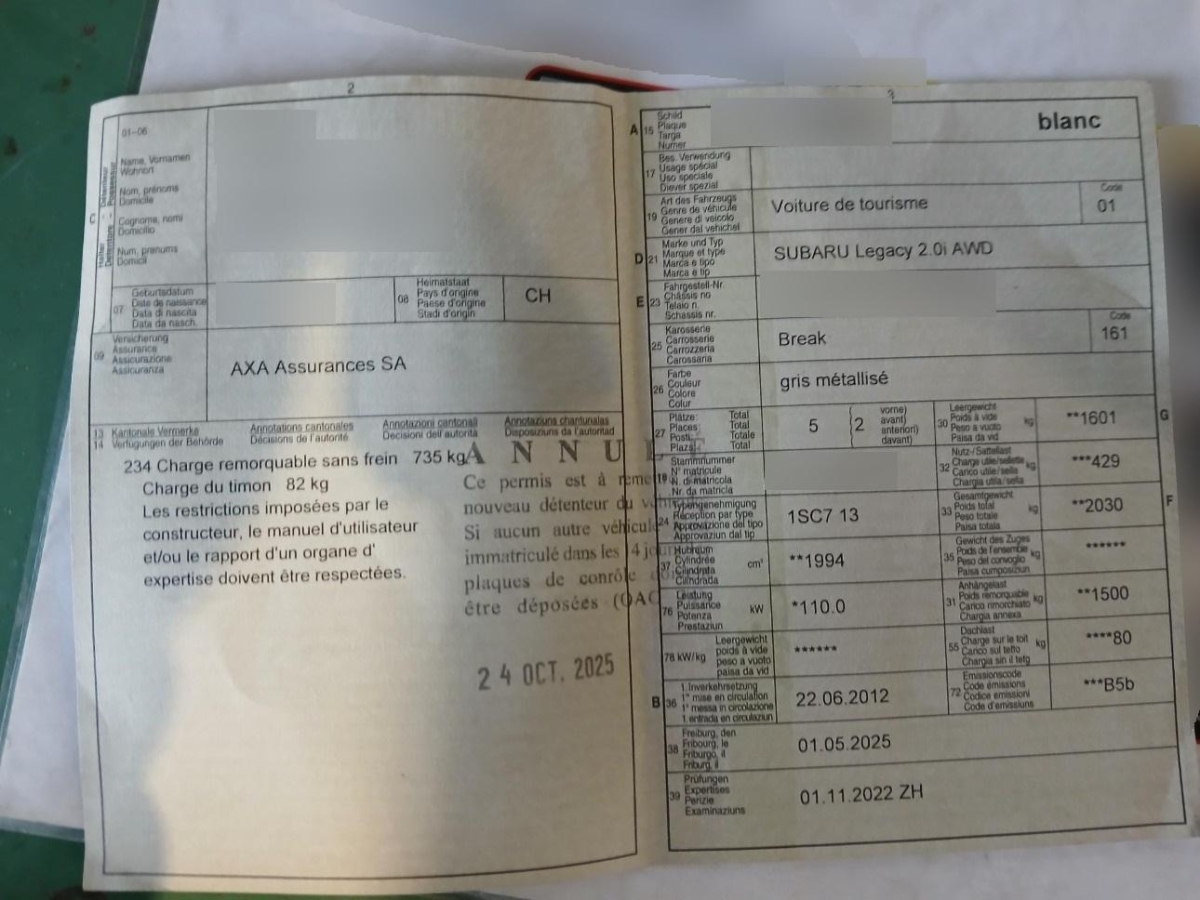 2
01-06
Name, Vornamen
Wohnort
Nom, prénoms
Domicile
Cognome, nomi
Domicilio
Num, prenums
Domicil
C
07
Geburtsdatum
Date de naissance
Data di nascita
Data da nasch.
08
Heimatstaat
Pays d'origine
Paese d'origine
Stadi d'origin
CH
09
Versicherung
Assurance
Assicurazione
Assicuranza
AXA Assurances SA
13
14
Kantonale Vermerke
Verfügungen der Behörde
Annotations cantonales
Décisions de l'autorité
Annotazioni cantonali
Decisioni dell'autorità
Annotaziuns chantunalas
Disposiziuns da l'autoritad
234 Charge remorquable sans frein 735 kg
Charge du timon 82 kg
Les restrictions imposées par le
constructeur, le manuel d'utilisateur
et/ou le rapport d'un organe d'
expertise doivent être respectées.
A N N U L
Ce permis est à reme
nouveau détenteur du
Si aucun autre véhicule
immatriculé dans les 14 jou
plaques de contrôle
être déposées (OAC
24 OCT. 2025
3
A 15
Schild
Plaque
Targa
Numer
blanc
17
Bes. Verwendung
Usage spécial
Uso speciale
Diever spezial
19
Art des Fahrzeugs
Genre de véhicule
Genere di veicolo
Gener dal vehichel
Voiture de tourisme
Code
01
D 21
Marke und Typ
Marque et type
Marca e tipo
Marca e tip
SUBARU Legacy 2.0i AWD
E 23
Fahrgestell-Nr.
Châssis no
Telaio n.
Schassis nr.
25
Karosserie
Carrosserie
Carrozzeria
Carossaria
Break
Code
161
26
Farbe
Couleur
Colore
Colur
gris métallisé
27
Plätze: Total
Places: Total
Posti: Totale
Plazs: Total
5
(2
vorne)
avant)
anteriori)
davant)
30
Leergewicht
Poids à vide
Peso a vuoto
Paisa da vid
kg
**1601
G
18
Stammnummer
N° matricule
N. di matricola
Nr. da matricla
32
Nutz-/Sattellast
Charge utile/sellette
Carico utile/sella
Chargia utila/sella
kg
***429
24
Typengenehmigung
Réception par type
Approvazione del tipo
Approvaziun dal tip
1SC7 13
33
Gesamtgewicht
Poids total
Peso totale
Paisa totala
kg
**2030
F
37
Hubraum
Cylindrée
Cilindrata
Cilindrada
cm³
**1994
35
Gewicht des Zuges
Poids de l'ensemble
Peso del convoglio
Paisa cumposiziun
kg
******
76
Leistung
Puissance
Potenza
Prestaziun
kW
*110.0
31
Anhängelast
Poids remorquable
Carico rimorchiato
Chargia annexa
kg
**1500
78 kW/kg
Leergewicht
poids à vide
peso a vuoto
paisa da vid
******
55
Dachlast
Charge sur le toit
Carico sul tetto
Chargia sin il tetg
kg
****80
B 36
1. Inverkehrsetzung
1re mise en circulation
1a messa in circolazione
1. entrada en circulaziun
22.06.2012
72
Emissionscode
Code émissions
Codice emissioni
Code d'emissiuns
***B5b
38
Freiburg, den
Fribourg, le
Friburgo, il
Friburg, il
01.05.2025
39
Prüfungen
Expertises
Perizie
Examinaziuns
01.11.2022 ZH